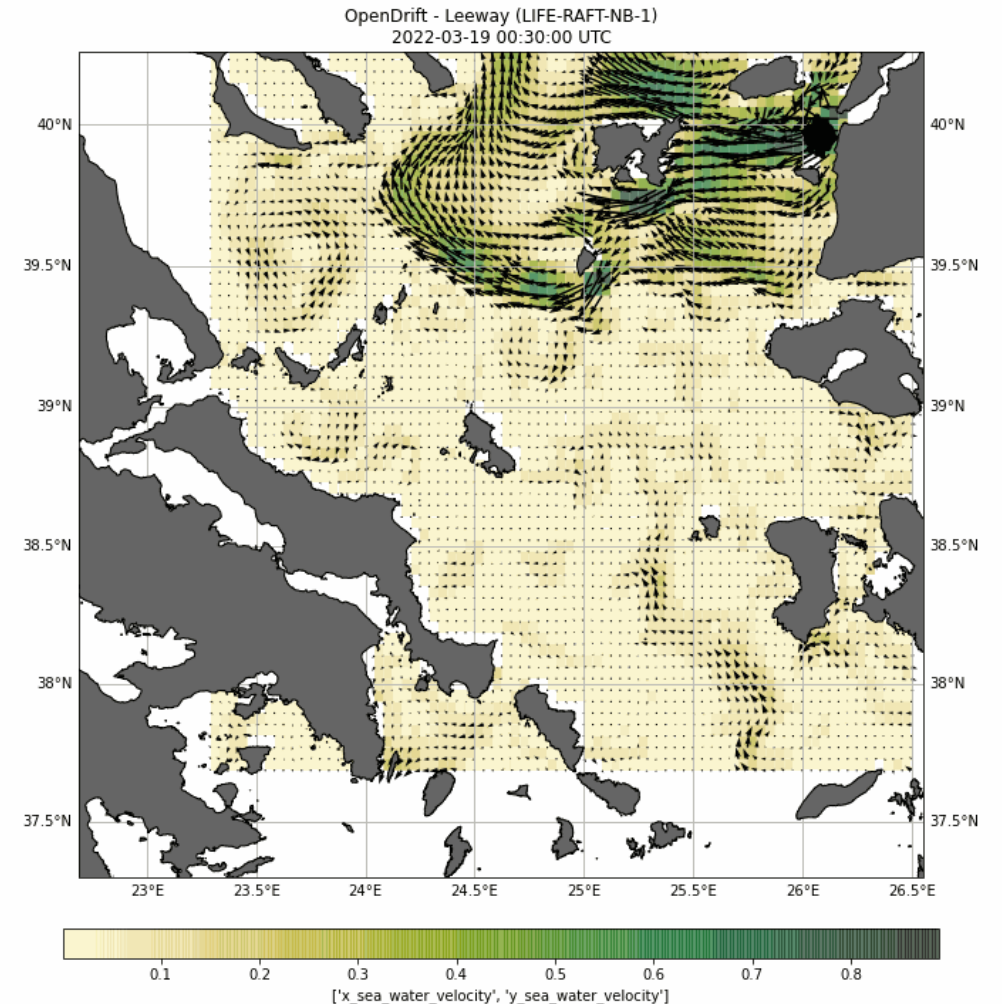 OpenDrift - Leeway (LIFE-RAFT-NB-1)
2022-03-19 00:30:00 UTC
40°N 40°N
39.5°N 39.5°N
39°N 39°N
38.5°N 38.5°N
38°N 38°N
37.5°N 37.5°N
23°E 23.5°E 24°E 24.5°E 25°E 25.5°E 26°E 26.5°E
0.1 0.2 0.3 0.4 0.5 0.6 0.7 0.8
['x_sea_water_velocity', 'y_sea_water_velocity']